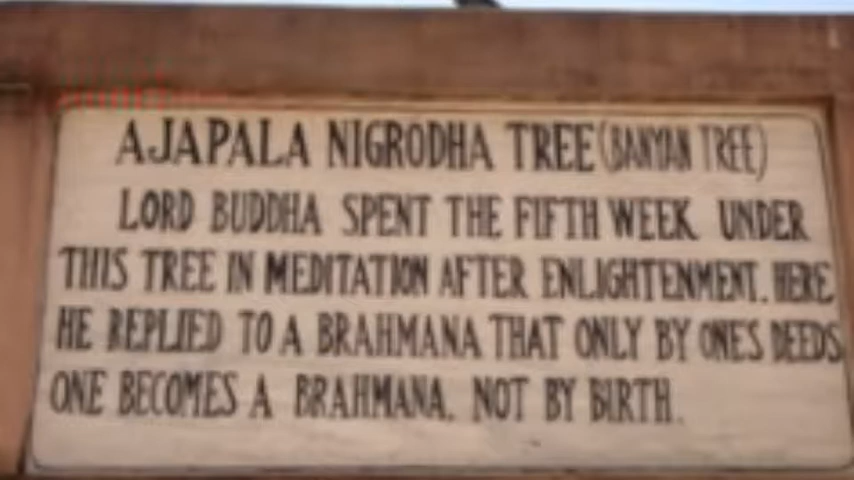 AJAPALA NIGRODHA TREE (BANYAN TREE)
LORD BUDDHA SPENT THE FIFTH WEEK UNDER
THIS TREE IN MEDITATION AFTER ENLIGHTENMENT. HERE
HE REPLIED TO A BRAHMANA THAT ONLY BY ONE'S DEEDS
ONE BECOMES A BRAHMANA, NOT BY BIRTH.